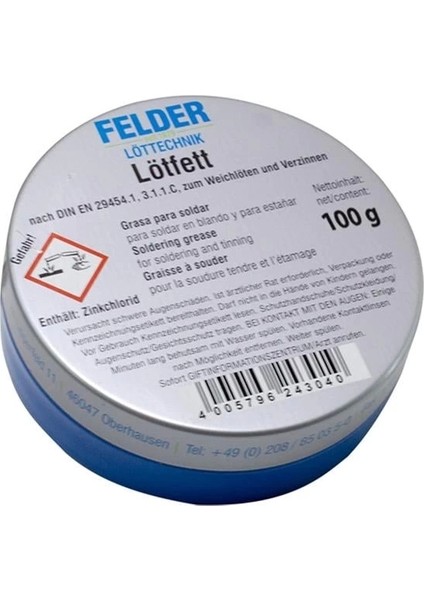 FELDER
LÖTTECHNIK
Lötfett
nach DIN EN 29454.1, 3.1.1.C, zum Weichlöten und Verzinnen
Grasa para soldar
para soldar en blando y para estañar
Soldering grease
for soldering and tinning
Graisse à souder
pour la soudure tendre et l'étamage
Nettoinhalt:
net/content:
100 g
Gefahr!
Enthält: Zinkchlorid
Verursacht schwere Augenschäden. Ist ärztlicher Rat erforderlich, Verpackung oder
Kennzeichnungsetikett bereithalten. Darf nicht in die Hände von Kindern gelangen.
Vor Gebrauch Kennzeichnungsetikett lesen. Schutzhandschuhe/Schutzkleidung/
Augenschutz/Gesichtsschutz tragen. BEI KONTAKT MIT DEN AUGEN: Einige
Minuten lang behutsam mit Wasser spülen. Vorhandene Kontaktlinsen
nach Möglichkeit entfernen. Weiter spülen.
Sofort GIFTINFORMATIONSZENTRUM/Arzt anrufen.
4 005796 243040
11 | 46047 Oberhausen | Tel: +49 (0) 208 / 85 03 5-0